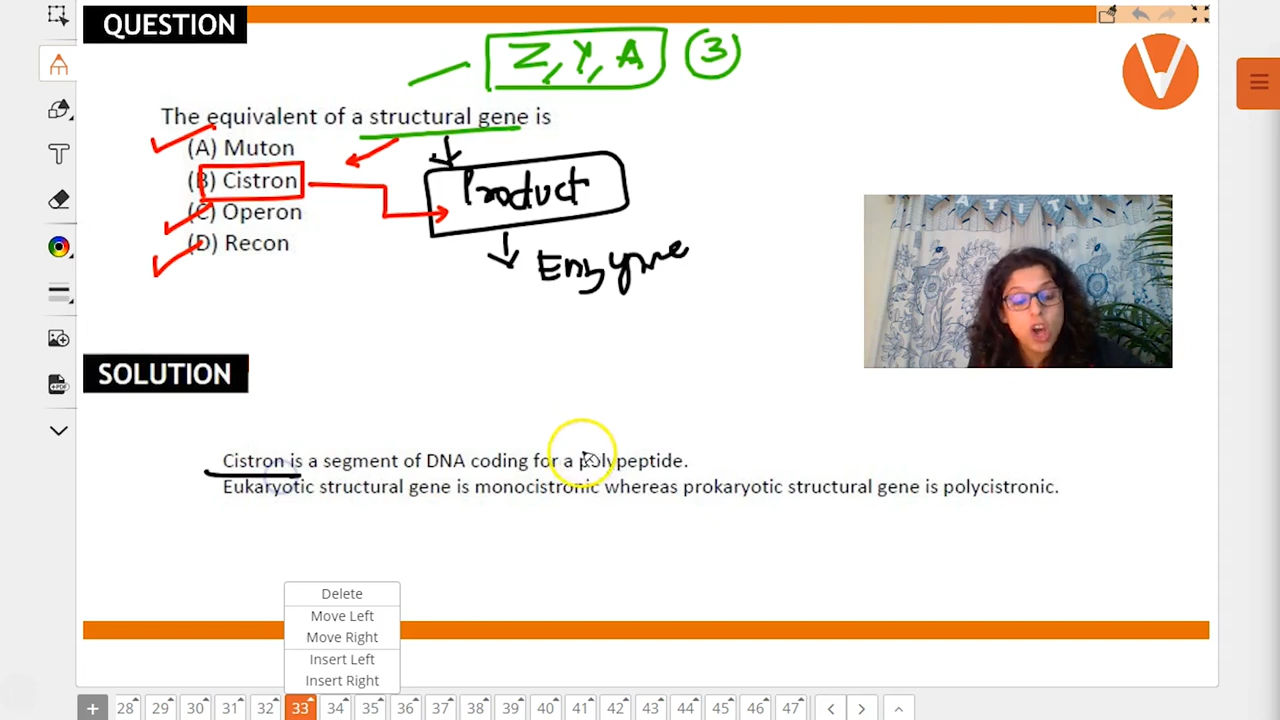 QUESTION
Z, Y, A 3
The equivalent of a structural gene is
(A) Muton
(B) Cistron
(C) Operon
(D) Recon
Product
Enzyme
ATITU
SOLUTION
Cistron is a segment of DNA coding for a polypeptide.
Eukaryotic structural gene is monocistronic whereas prokaryotic structural gene is polycistronic.
Delete
Move Left
Move Right
Insert Left
Insert Right
+ 28 29 30 31 32 33 34 35 36 37 38 39 40 41 42 43 44 45 46 47